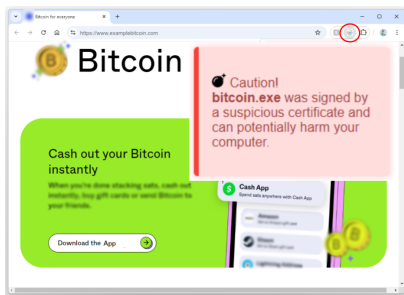 Bitcoin for everyone
https://www.examplebitcoin.com
Bitcoin
Caution!
bitcoin.exe was signed by
a suspicious certificate and
can potentially harm your
computer.
Cash out your Bitcoin
instantly
When you're done stacking sats, cash out
instantly, buy gift cards or send Bitcoin to
your friends.
Download the App
Cash App
Spend sats anywhere with Cash App
Amazon
Steam
Lightning Address